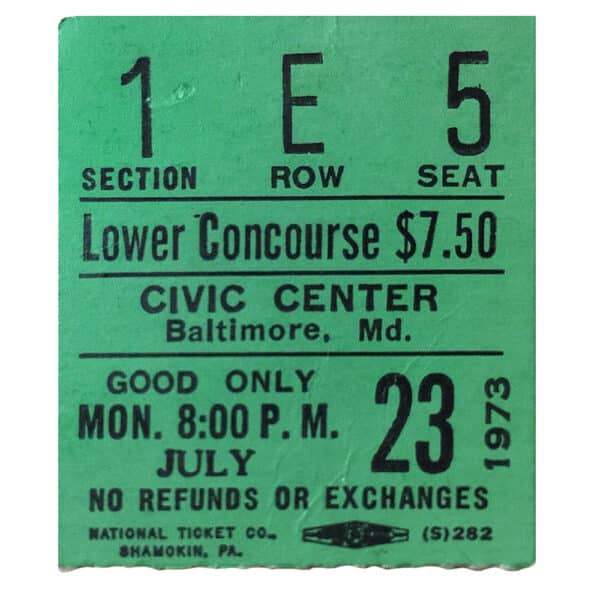 1 E 5
SECTION ROW SEAT
Lower Concourse $7.50
CIVIC CENTER
Baltimore, Md.
GOOD ONLY
MON. 8:00 P.M.
JULY 23 1973
NO REFUNDS OR EXCHANGES
NATIONAL TICKET CO., (S)282
SHAMOKIN, PA.